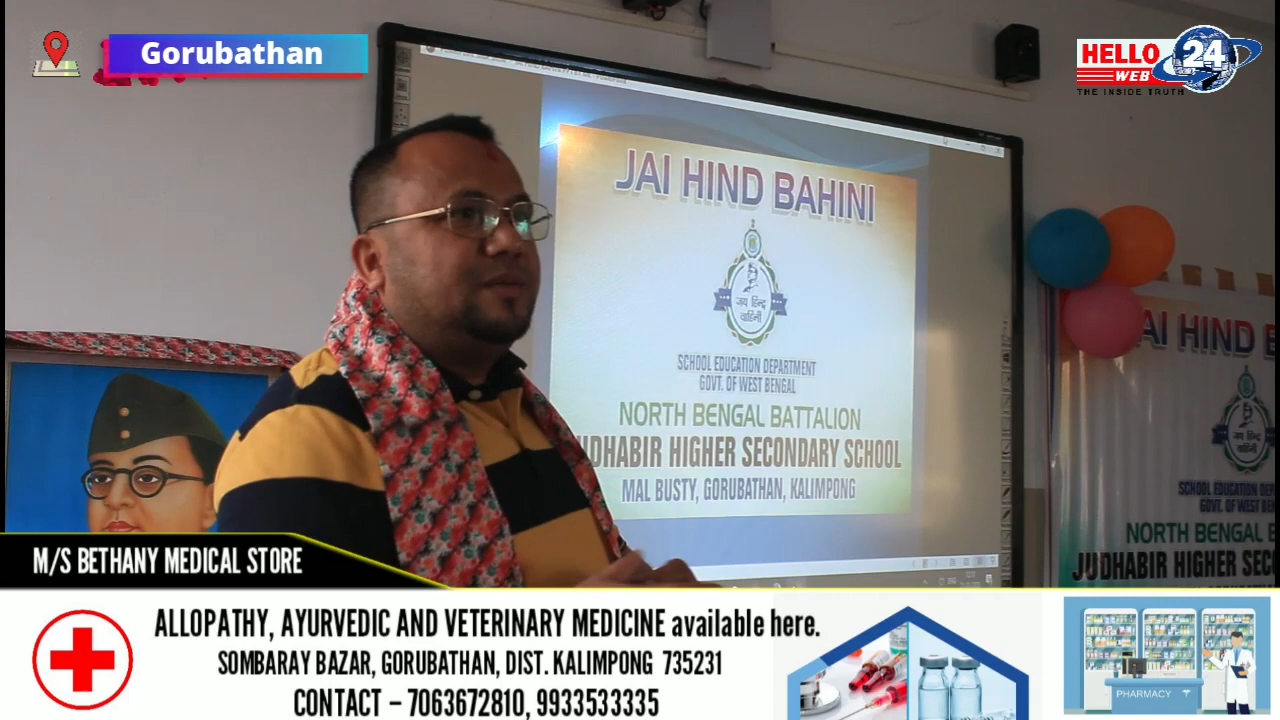 Gorubathan
HELLO
WEB
24
THE INSIDE TRUTH
JAI HIND BAHINI
जय हिन्द
वाहिनी
SCHOOL EDUCATION DEPARTMENT
GOVT. OF WEST BENGAL
NORTH BENGAL BATTALION
UDHABIR HIGHER SECONDARY SCHOOL
MAL BUSTY, GORUBATHAN, KALIMPONG
AI HIND B
जय हिन्द
वाहिनी
SCHOOL EDUCATION DEPA
GOVT. OF WEST BE
NORTH BENGAL B
JUDHABIR HIGHER SEC
M/S BETHANY MEDICAL STORE
ALLOPATHY, AYURVEDIC AND VETERINARY MEDICINE available here.
SOMBARAY BAZAR, GORUBATHAN, DIST. KALIMPONG 735231
CONTACT – 7063672810, 9933533335
PHARMACY